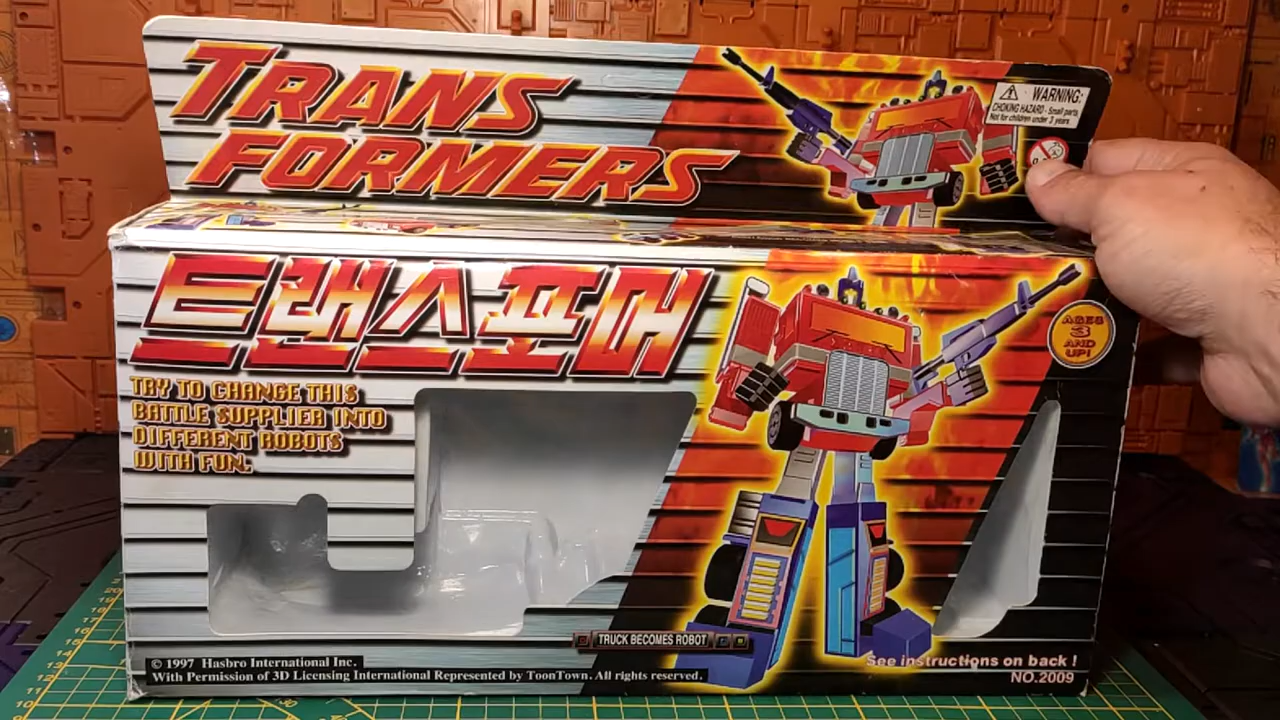 TRANS
FORMERS
WARNING:
CHOKING HAZARD - Small parts.
Not for children under 3 years.
트랜스포머
AGES
3
AND
UP!
TRY TO CHANGE THIS
BATTLE SUPPLIER INTO
DIFFERENT ROBOTS
WITH FUN.
TRUCK BECOMES ROBOT
© 1997 Hasbro International Inc.
With Permission of 3D Licensing International Represented by ToonTown. All rights reserved.
See instructions on back !
NO.2009